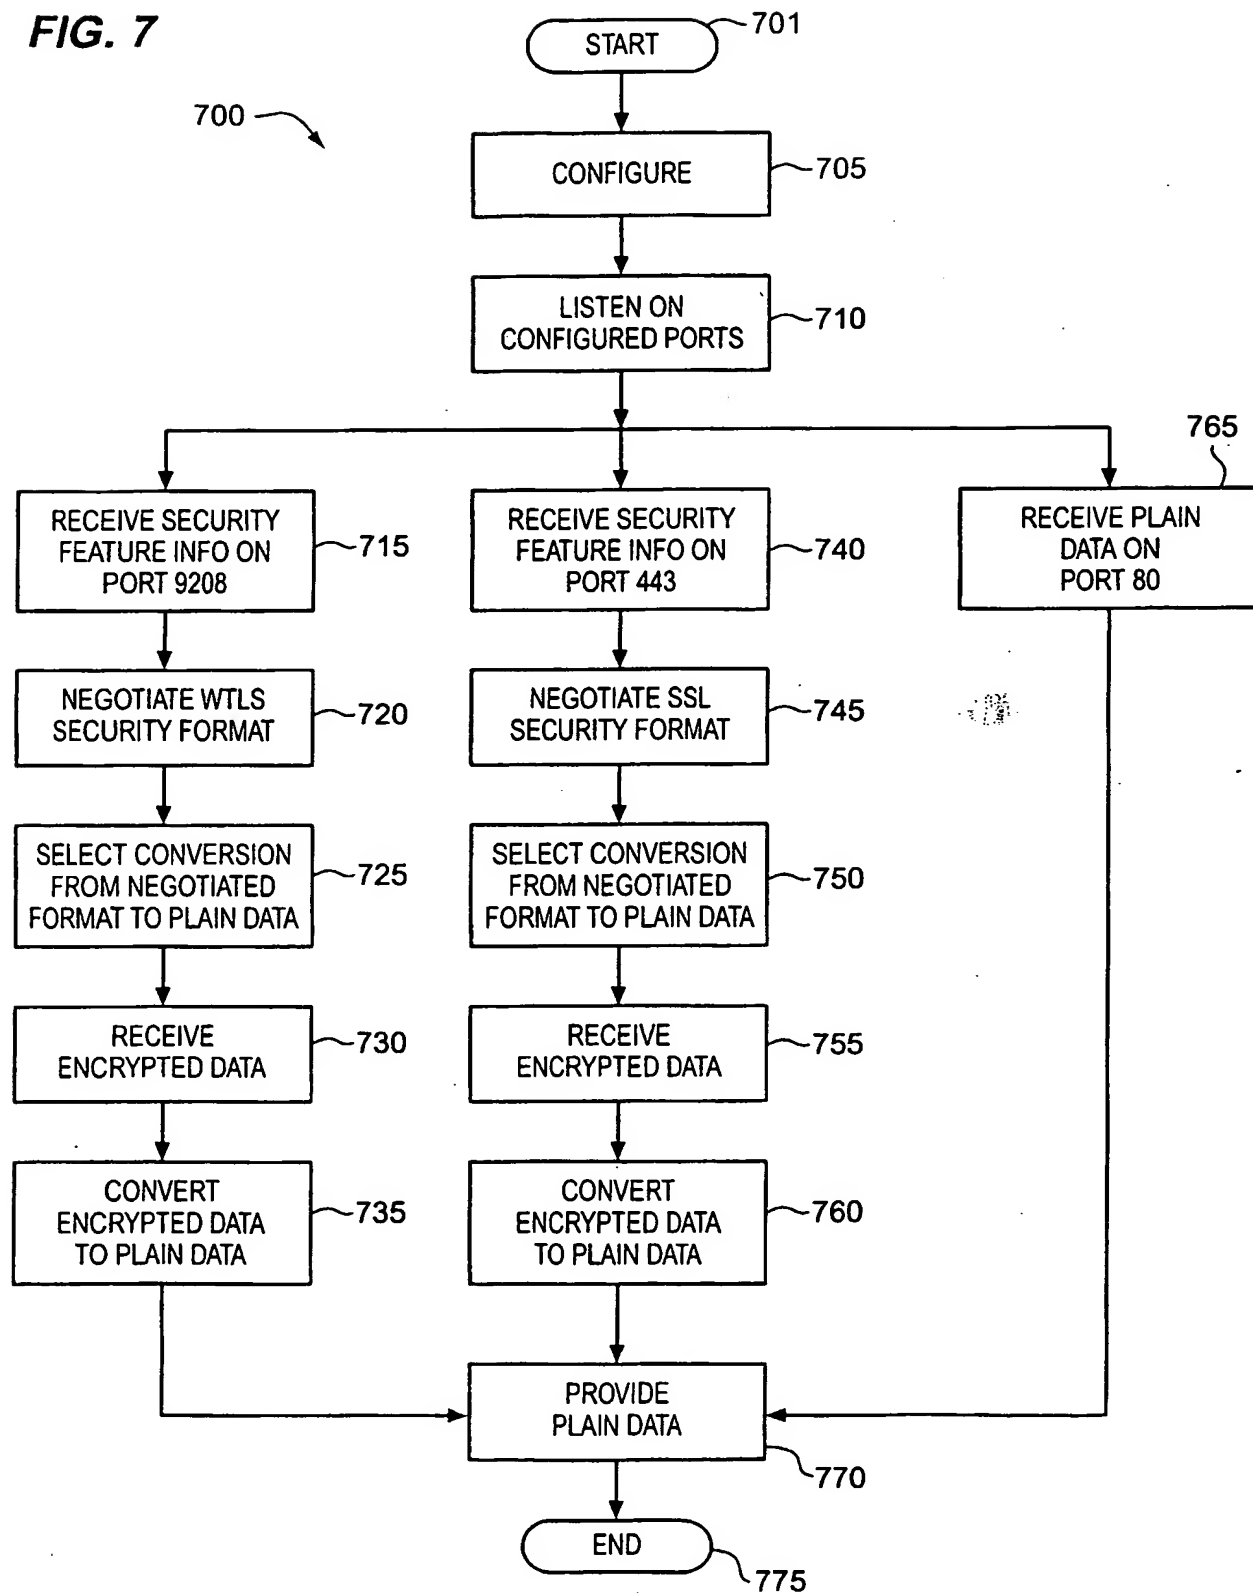 FIG. 7
START
701
700
CONFIGURE
705
LISTEN ON
CONFIGURED PORTS
710
765
RECEIVE SECURITY
FEATURE INFO ON
PORT 9208
715
RECEIVE SECURITY
FEATURE INFO ON
PORT 443
740
RECEIVE PLAIN
DATA ON
PORT 80
NEGOTIATE WTLS
SECURITY FORMAT
720
NEGOTIATE SSL
SECURITY FORMAT
745
SELECT CONVERSION
FROM NEGOTIATED
FORMAT TO PLAIN DATA
725
SELECT CONVERSION
FROM NEGOTIATED
FORMAT TO PLAIN DATA
750
RECEIVE
ENCRYPTED DATA
730
RECEIVE
ENCRYPTED DATA
755
CONVERT
ENCRYPTED DATA
TO PLAIN DATA
735
CONVERT
ENCRYPTED DATA
TO PLAIN DATA
760
PROVIDE
PLAIN DATA
770
END
775